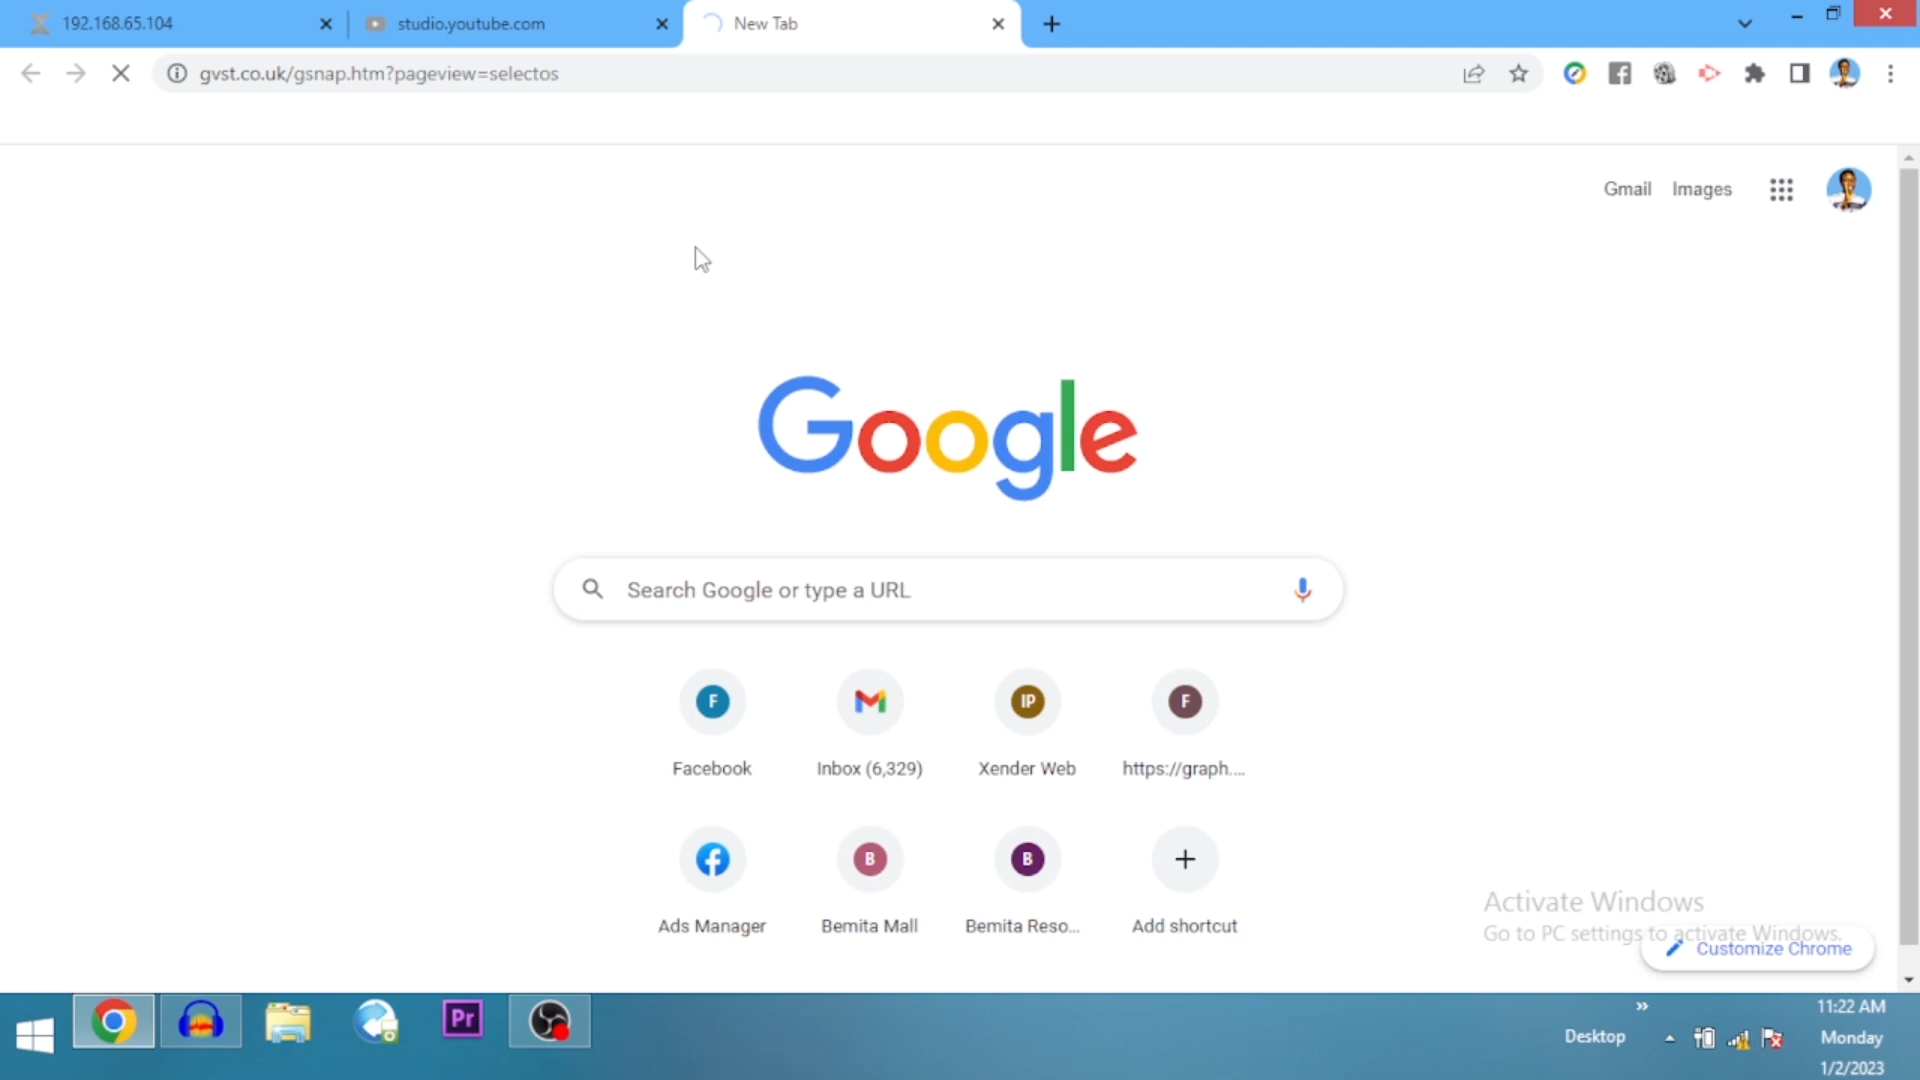 192.168.65.104
studio.youtube.com
New Tab
gvst.co.uk/gsnap.htm?pageview=selectos
Gmail Images
Google
Search Google or type a URL
F
IP
F
Facebook
Inbox (6,329)
Xender Web
https://graph....
B
B
Ads Manager
Bemita Mall
Bemita Reso...
Add shortcut
Activate Windows
Go to PC settings to activate Windows.
Customize Chrome
Pr
Desktop
11:22 AM
Monday
1/2/2023